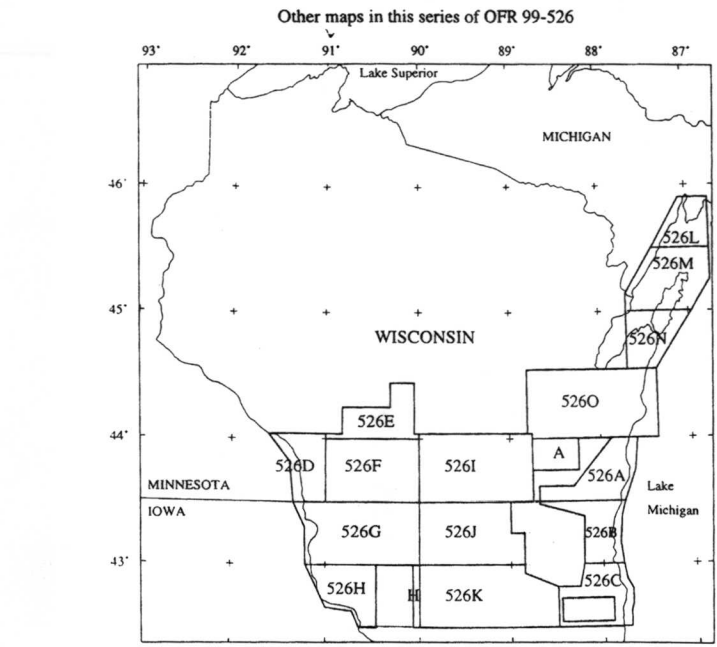 Other maps in this series of OFR 99-526
93° 92° 91° 90° 89° 88° 87°
Lake Superior
MICHIGAN
46°
526L
526M
45°
WISCONSIN
526N
526O
526E
44°
A
526D 526F 526I 526A
MINNESOTA
Lake
IOWA
Michigan
526G 526J 526B
43°
526C
526H H 526K